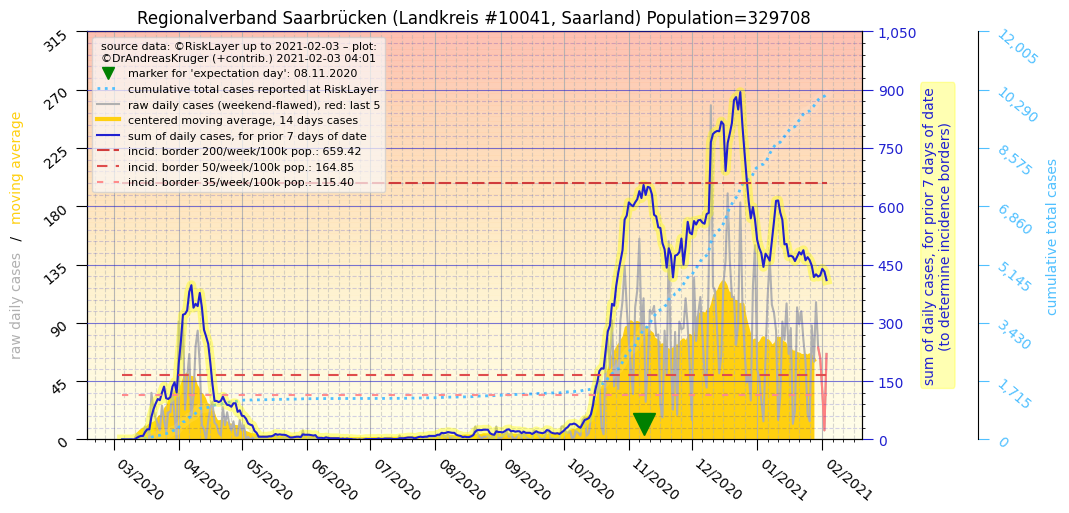 Regionalverband Saarbrücken (Landkreis #10041, Saarland) Population=329708
source data: ©RiskLayer up to 2021-02-03 – plot:
©DrAndreasKruger (+contrib.) 2021-02-03 04:01
marker for 'expectation day': 08.11.2020
cumulative total cases reported at RiskLayer
raw daily cases (weekend-flawed), red: last 5
centered moving average, 14 days cases
sum of daily cases, for prior 7 days of date
incid. border 200/week/100k pop.: 659.42
incid. border 50/week/100k pop.: 164.85
incid. border 35/week/100k pop.: 115.40
raw daily cases / moving average
315
270
225
180
135
90
45
0
1,050
900
750
600
450
300
150
0
sum of daily cases, for prior 7 days of date
(to determine incidence borders)
12,005
10,290
8,575
6,860
5,145
3,430
1,715
0
cumulative total cases
03/2020
04/2020
05/2020
06/2020
07/2020
08/2020
09/2020
10/2020
11/2020
12/2020
01/2021
02/2021